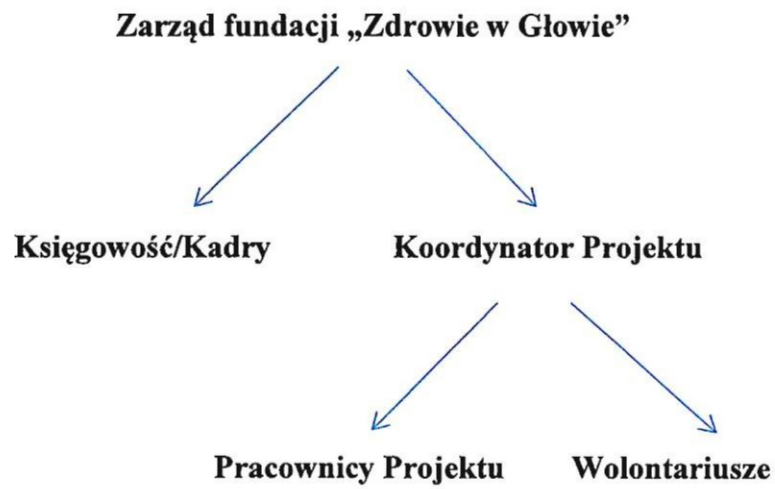 Zarząd fundacji „Zdrowie w Głowie”
Księgowość/Kadry
Koordynator Projektu
Pracownicy Projektu
Wolontariusze